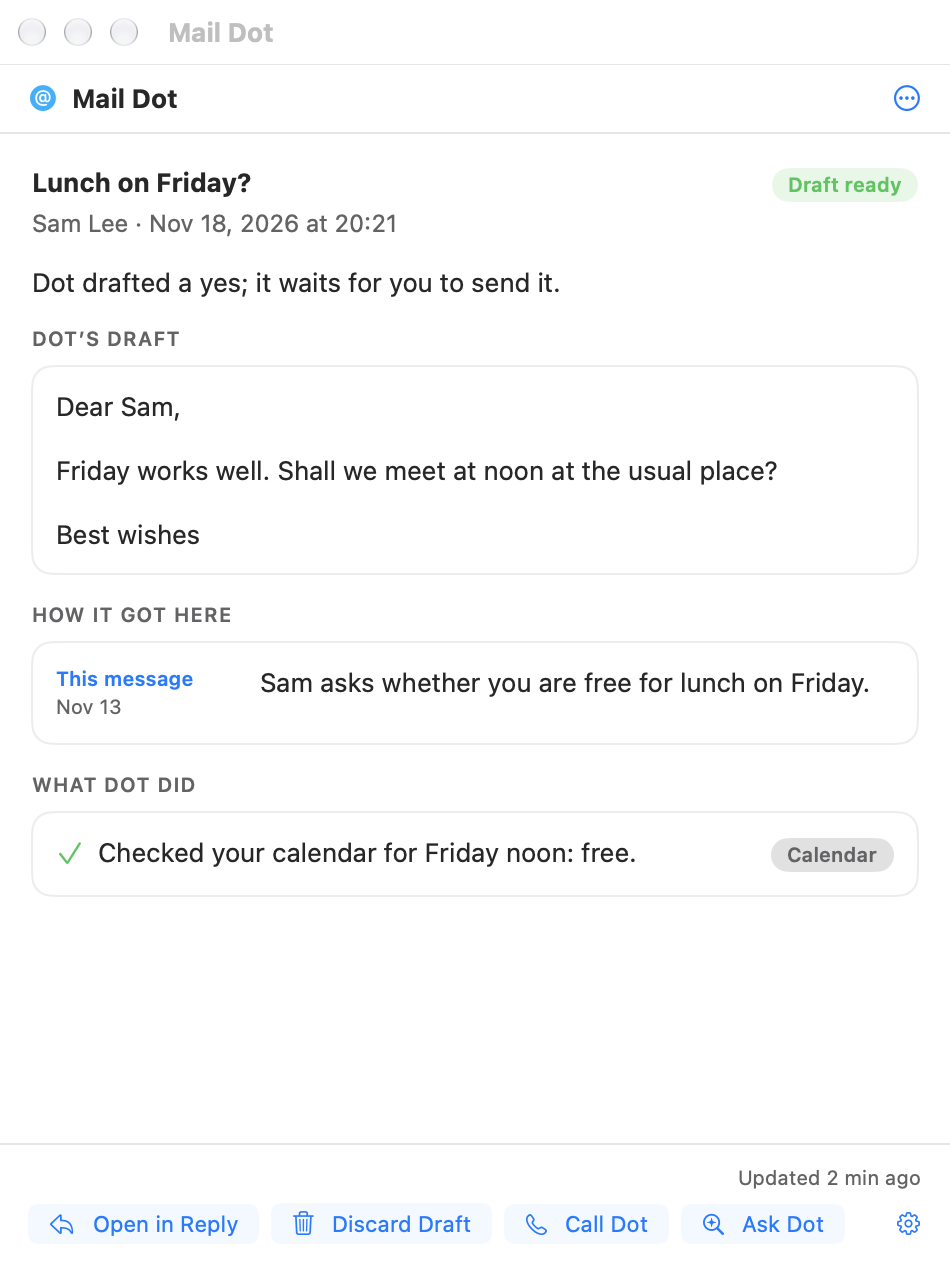 Mail Dot
@ Mail Dot
Lunch on Friday?
Draft ready
Sam Lee · Nov 18, 2026 at 20:21
Dot drafted a yes; it waits for you to send it.
DOT’S DRAFT
Dear Sam,
Friday works well. Shall we meet at noon at the usual place?
Best wishes
HOW IT GOT HERE
This message
Nov 13
Sam asks whether you are free for lunch on Friday.
WHAT DOT DID
Checked your calendar for Friday noon: free.
Calendar
Updated 2 min ago
Open in Reply
Discard Draft
Call Dot
Ask Dot